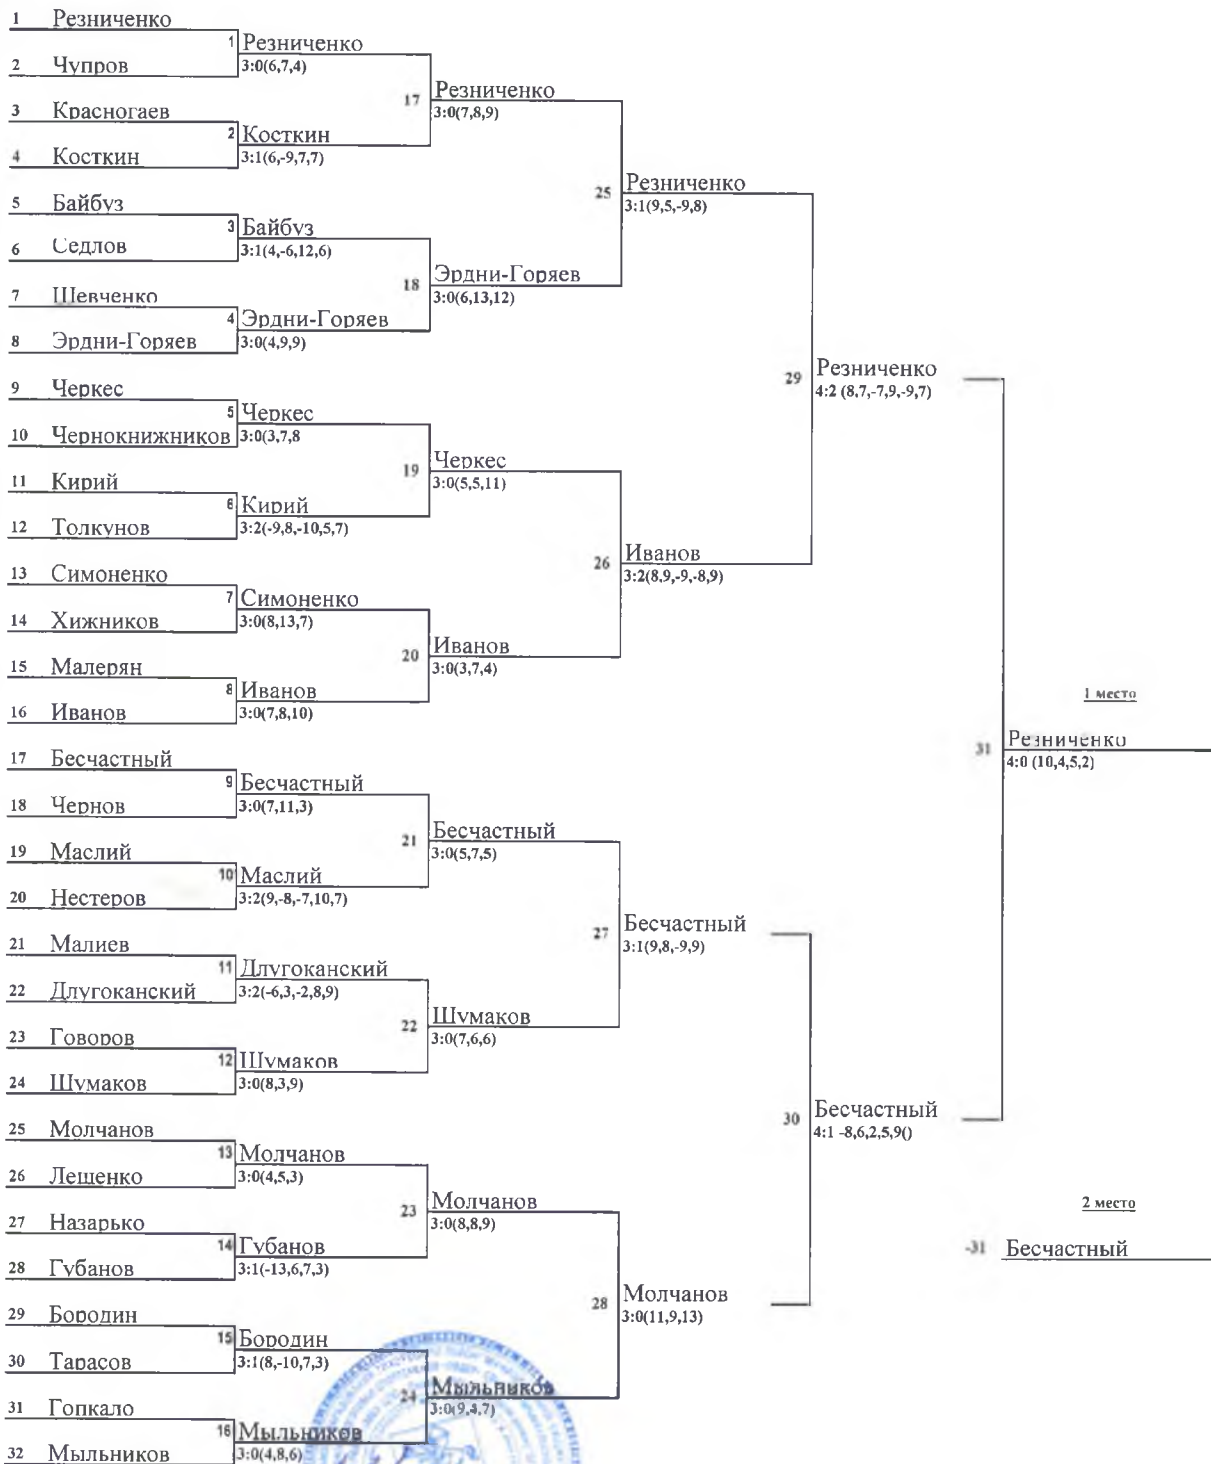 1 Резниченко
1 Резниченко
2 Чупров
3:0(6,7,4)
17 Резниченко
3:0(7,8,9)
3 Красногаев
2 Косткин
4 Косткин
3:1(6,-9,7,7)
25 Резниченко
3:1(9,5,-9,8)
5 Байбуз
3 Байбуз
6 Седлов
3:1(4,-6,12,6)
18 Эрдни-Горяев
3:0(6,13,12)
7 Шевченко
4 Эрдни-Горяев
8 Эрдни-Горяев
3:0(4,9,9)
29 Резниченко
4:2 (8,7,-7,9,-9,7)
9 Черкес
5 Черкес
10 Чернокнижников
3:0(3,7,8
19 Черкес
3:0(5,5,11)
11 Кирий
6 Кирий
12 Толкунов
3:2(-9,8,-10,5,7)
26 Иванов
3:2(8,9,-9,-8,9)
13 Симоненко
7 Симоненко
14 Хижников
3:0(8,13,7)
20 Иванов
3:0(3,7,4)
15 Малерян
8 Иванов
16 Иванов
3:0(7,8,10)
1 место
31 Резниченко
4:0 (10,4,5,2)
17 Бесчастный
9 Бесчастный
18 Чернов
3:0(7,11,3)
21 Бесчастный
3:0(5,7,5)
19 Маслий
10 Маслий
20 Нестеров
3:2(9,-8,-7,10,7)
27 Бесчастный
3:1(9,8,-9,9)
21 Малиев
11 Длугоканский
22 Длугоканский
3:2(-6,3,-2,8,9)
22 Шумаков
3:0(7,6,6)
23 Говоров
12 Шумаков
24 Шумаков
3:0(8,3,9)
30 Бесчастный
4:1 -8,6,2,5,9()
25 Молчанов
13 Молчанов
26 Лещенко
3:0(4,5,3)
23 Молчанов
3:0(8,8,9)
2 место
-31 Бесчастный
27 Назарько
14 Губанов
28 Губанов
3:1(-13,6,7,3)
28 Молчанов
3:0(11,9,13)
29 Бородин
15 Бородин
30 Тарасов
3:1(8,-10,7,3)
24 Мыльников
3:0(9,4,7)
31 Гопкало
16 Мыльников
32 Мыльников
3:0(4,8,6)